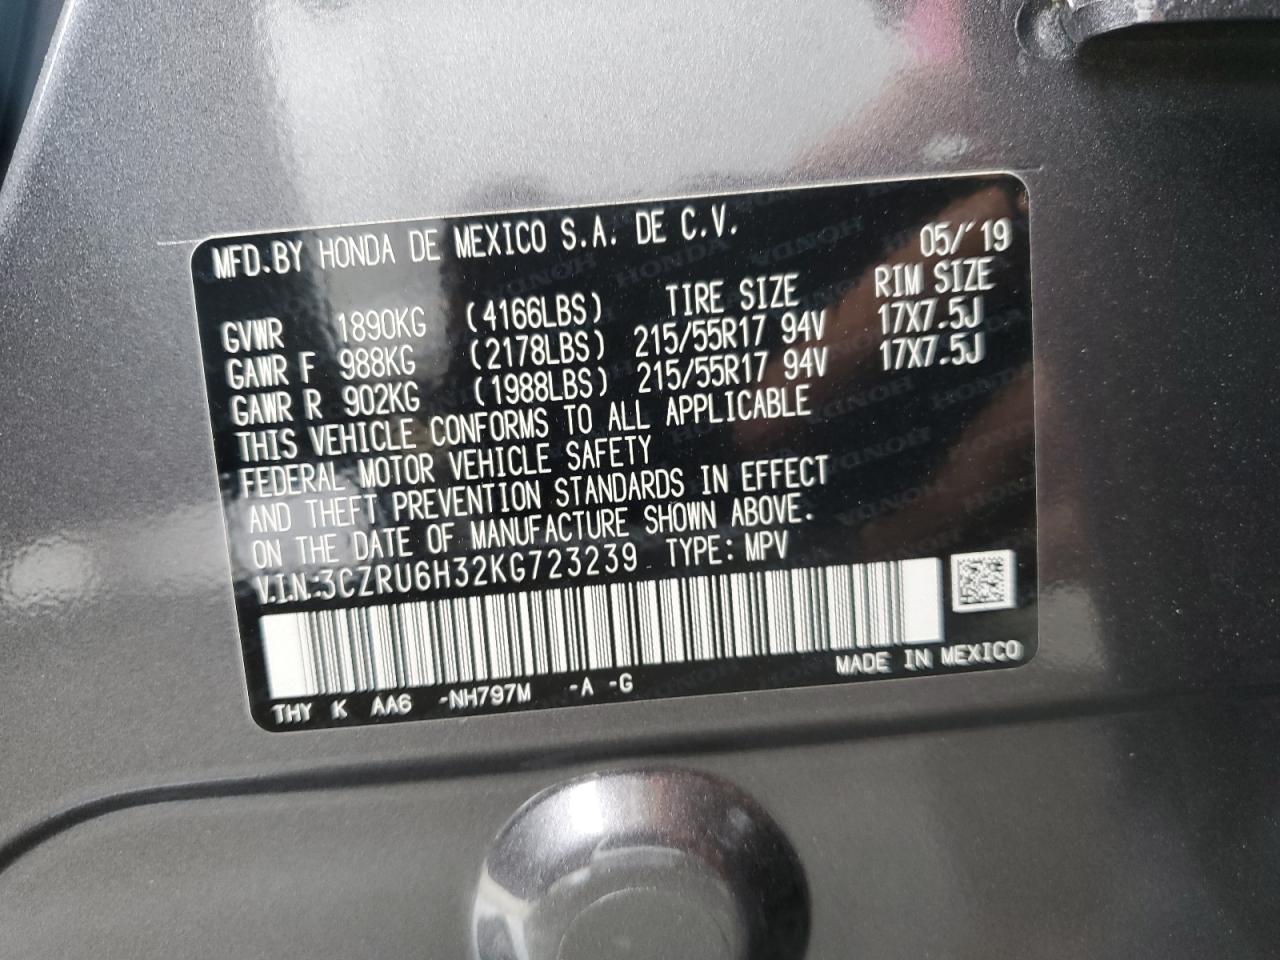 MFD.BY HONDA DE MEXICO S.A. DE C.V. 05/'19
TIRE SIZE RIM SIZE
GVWR 1890KG (4166LBS)
GAWR F 988KG (2178LBS) 215/55R17 94V 17X7.5J
GAWR R 902KG (1988LBS) 215/55R17 94V 17X7.5J
THIS VEHICLE CONFORMS TO ALL APPLICABLE
FEDERAL MOTOR VEHICLE SAFETY
AND THEFT PREVENTION STANDARDS IN EFFECT
ON THE DATE OF MANUFACTURE SHOWN ABOVE.
V.I.N.:3CZRU6H32KG723239 TYPE: MPV
MADE IN MEXICO
THY K AA6 -NH797M -A -G